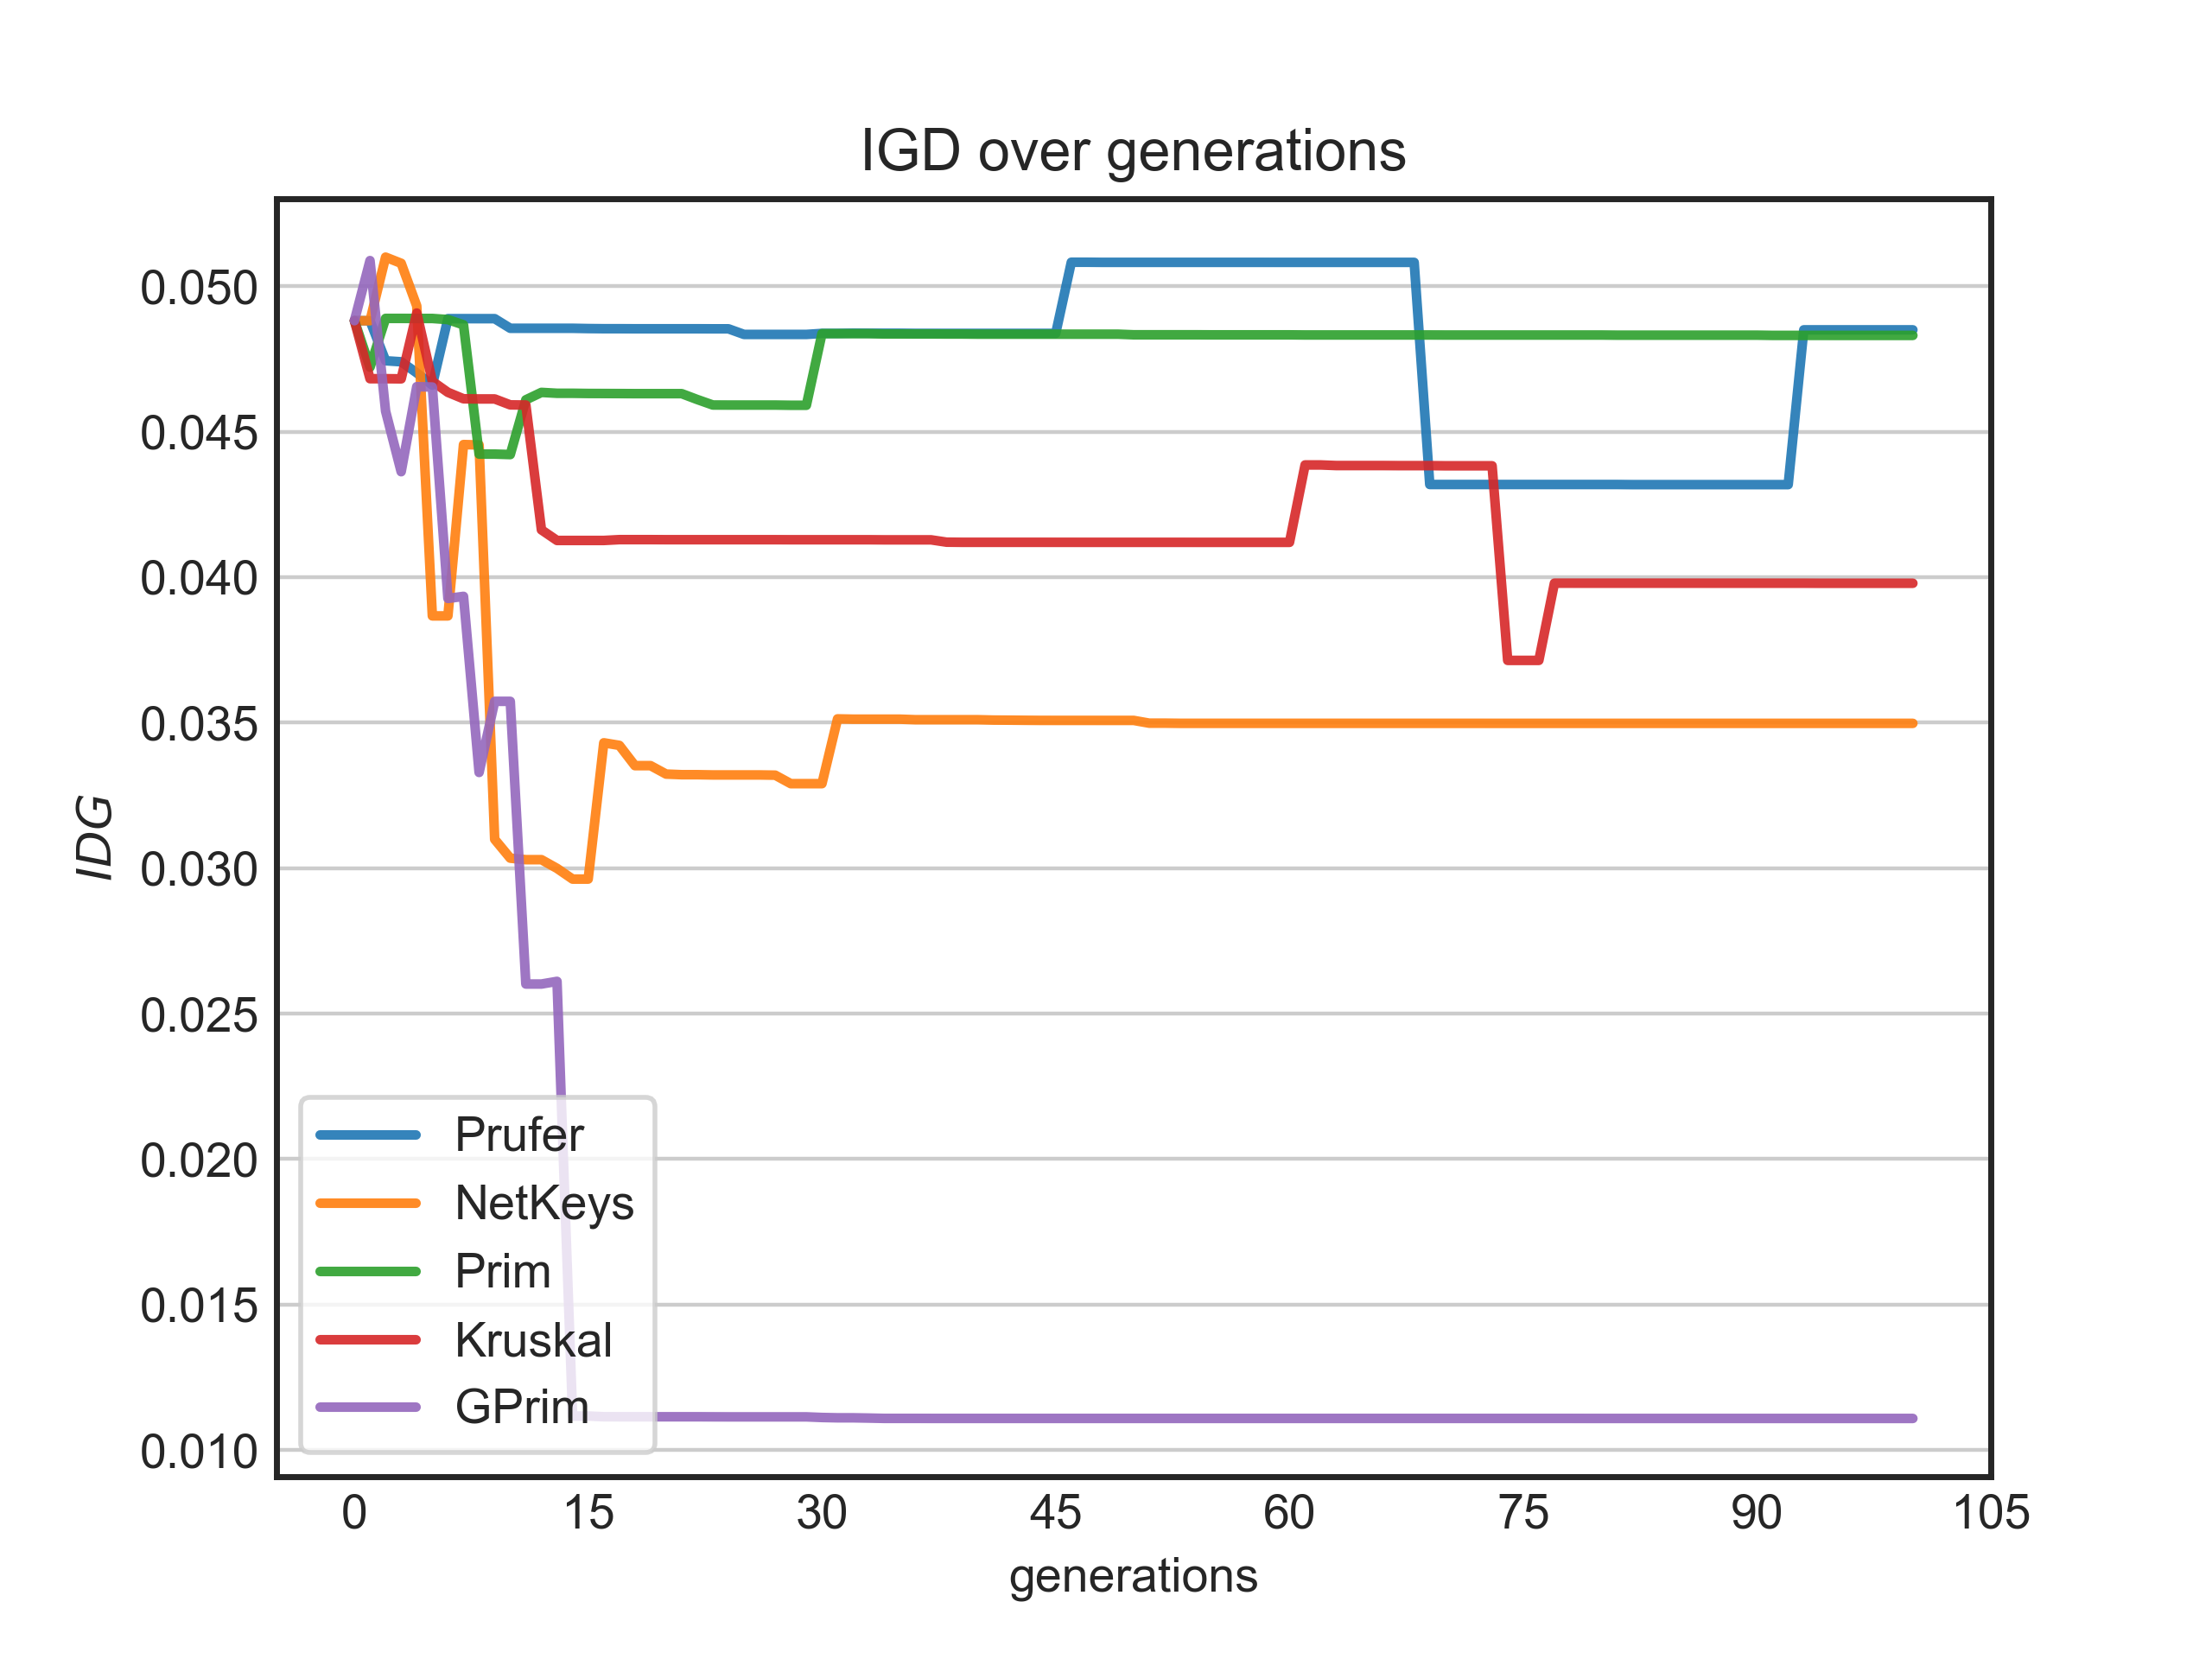 IGD over generations
IDG
0.050
0.045
0.040
0.035
0.030
0.025
0.020
0.015
0.010
Prufer
NetKeys
Prim
Kruskal
GPrim
0 15 30 45 60 75 90 105
generations